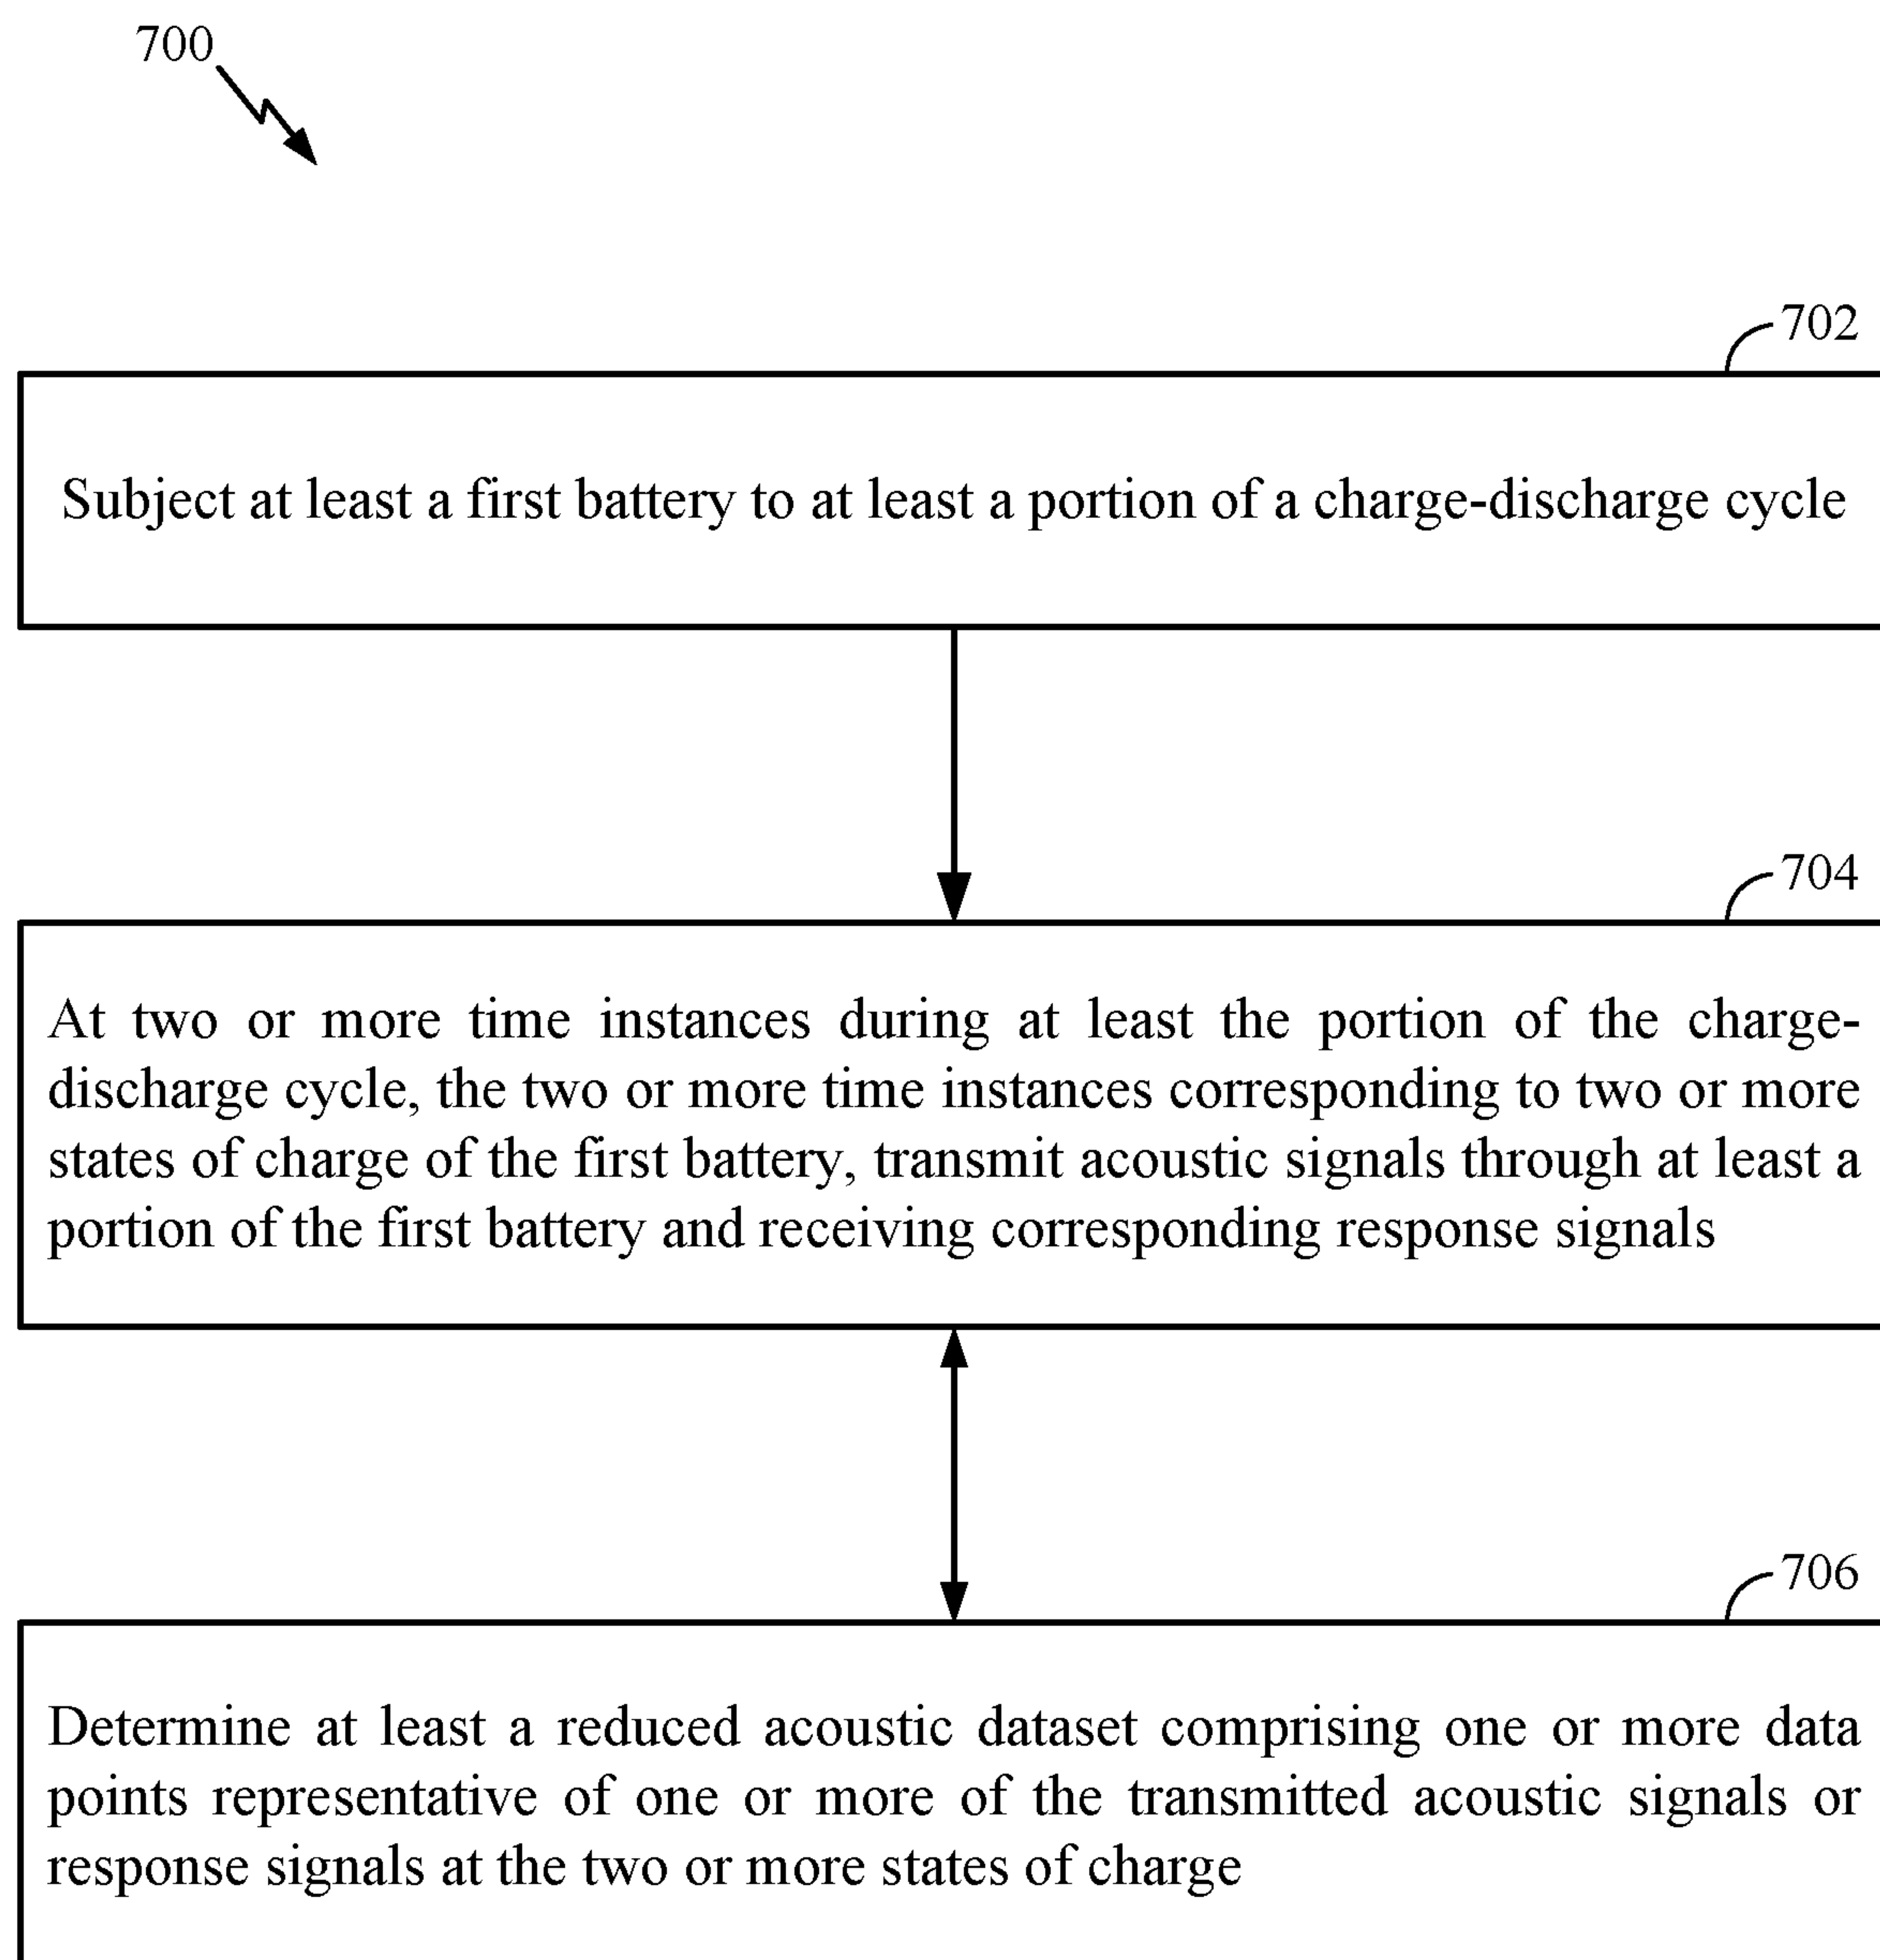 700
702
Subject at least a first battery to at least a portion of a charge-discharge cycle
704
At two or more time instances during at least the portion of the charge-
discharge cycle, the two or more time instances corresponding to two or more
states of charge of the first battery, transmit acoustic signals through at least a
portion of the first battery and receiving corresponding response signals
706
Determine at least a reduced acoustic dataset comprising one or more data
points representative of one or more of the transmitted acoustic signals or
response signals at the two or more states of charge